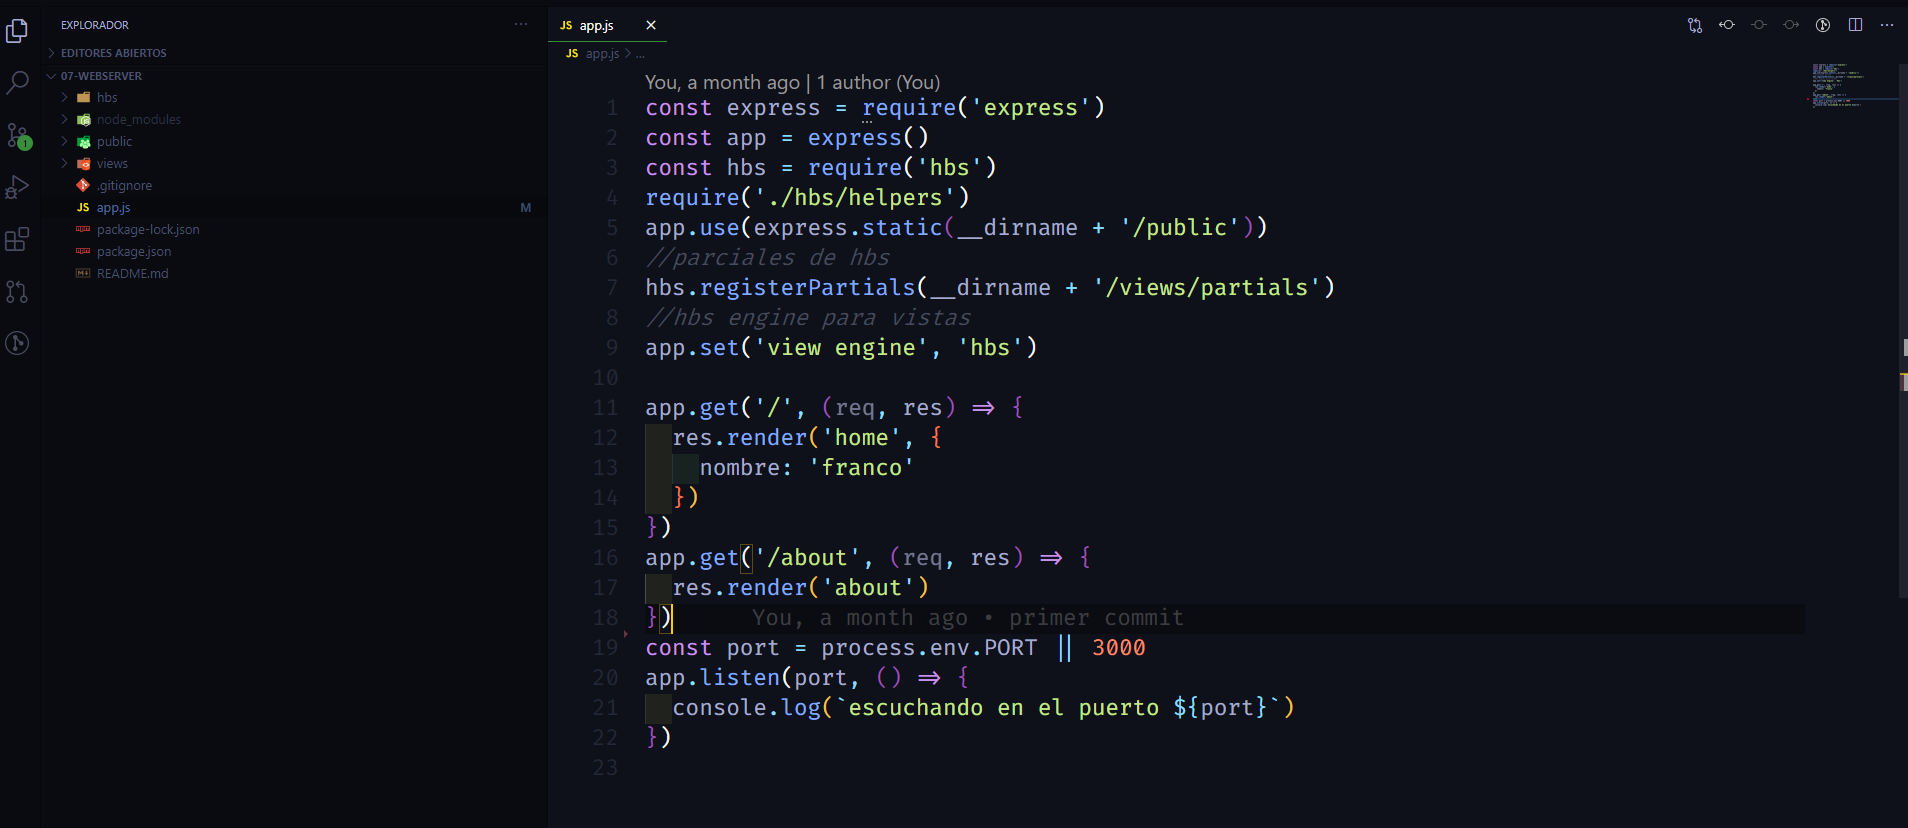 EXPLORADOR
EDITORES ABIERTOS
07-WEBSERVER
hbs
node_modules
public
views
.gitignore
JS app.js M
package-lock.json
package.json
README.md
1
JS app.js
JS app.js > ...
You, a month ago | 1 author (You)
1 const express = require('express')
2 const app = express()
3 const hbs = require('hbs')
4 require('./hbs/helpers')
5 app.use(express.static(__dirname + '/public'))
6 //parciales de hbs
7 hbs.registerPartials(__dirname + '/views/partials')
8 //hbs engine para vistas
9 app.set('view engine', 'hbs')
10
11 app.get('/', (req, res) => {
12 res.render('home', {
13 nombre: 'franco'
14 })
15 })
16 app.get('/about', (req, res) => {
17 res.render('about')
18 }) You, a month ago • primer commit
19 const port = process.env.PORT || 3000
20 app.listen(port, () => {
21 console.log(`escuchando en el puerto ${port}`)
22 })
23